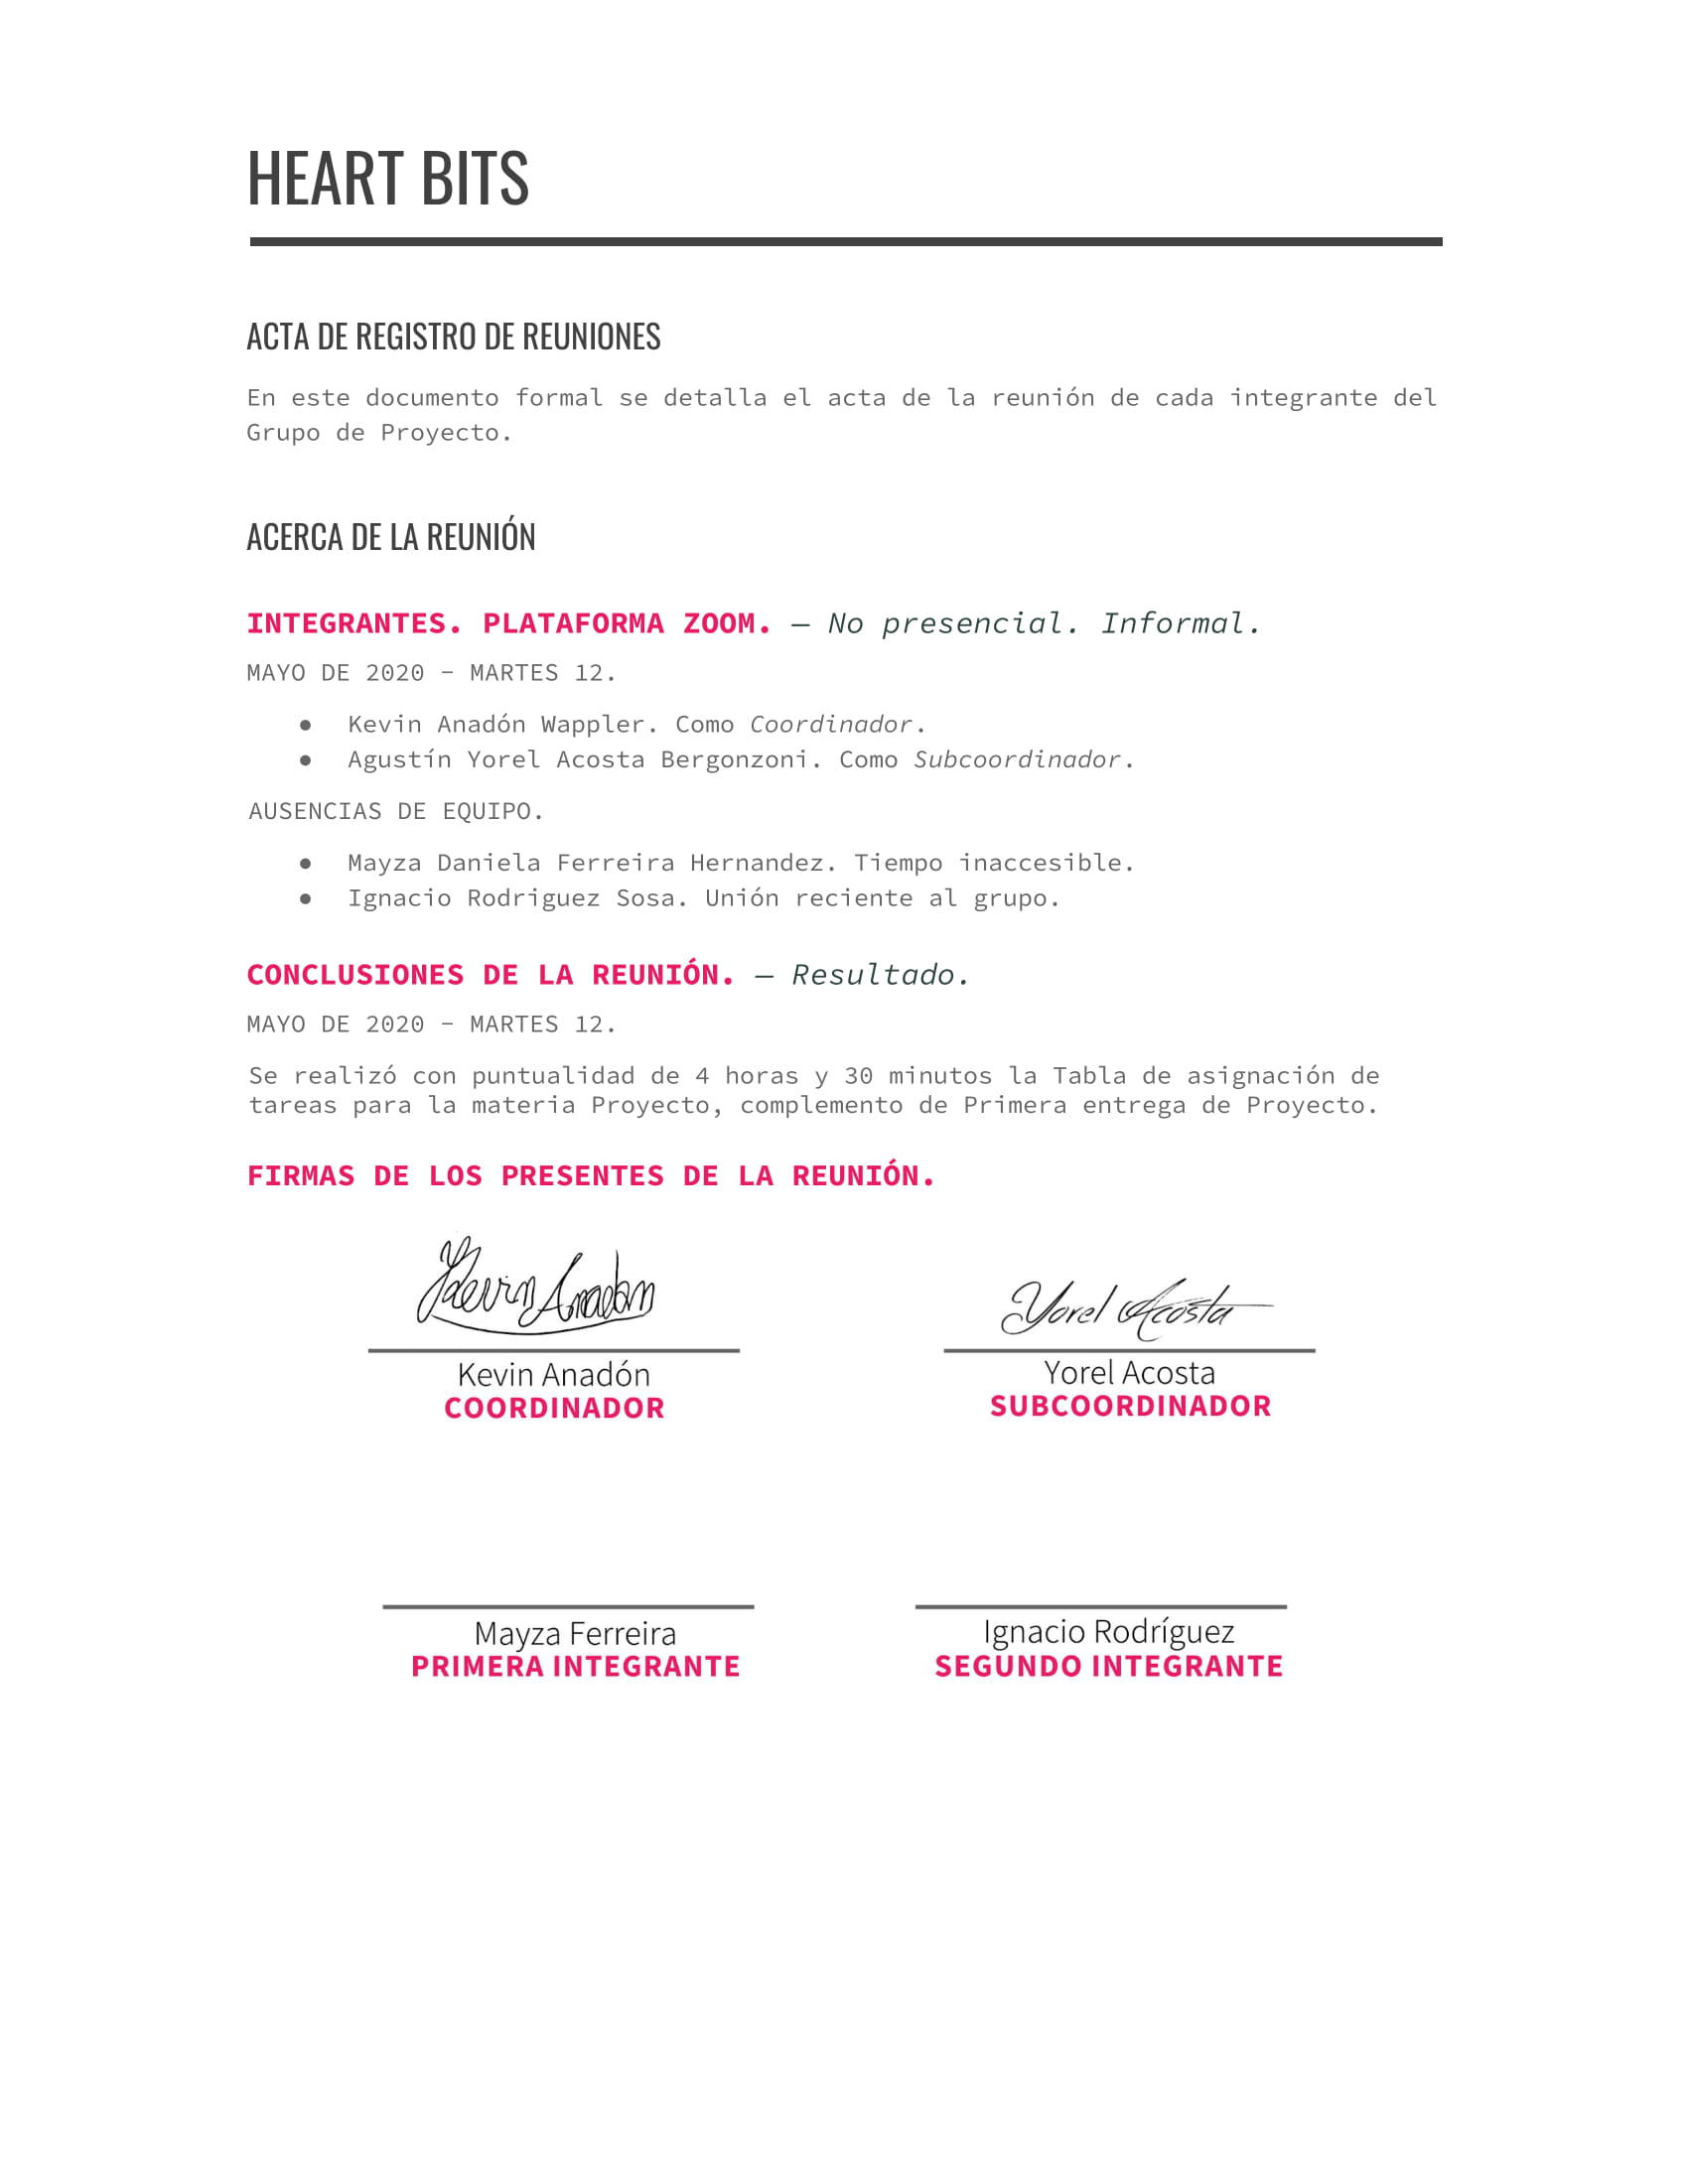 HEART BITS
ACTA DE REGISTRO DE REUNIONES
En este documento formal se detalla el acta de la reunión de cada integrante del
Grupo de Proyecto.
ACERCA DE LA REUNIÓN
INTEGRANTES. PLATAFORMA ZOOM. — No presencial. Informal.
MAYO DE 2020 - MARTES 12.
● Kevin Anadón Wappler. Como Coordinador.
● Agustín Yorel Acosta Bergonzoni. Como Subcoordinador.
AUSENCIAS DE EQUIPO.
● Mayza Daniela Ferreira Hernandez. Tiempo inaccesible.
● Ignacio Rodriguez Sosa. Unión reciente al grupo.
CONCLUSIONES DE LA REUNIÓN. — Resultado.
MAYO DE 2020 - MARTES 12.
Se realizó con puntualidad de 4 horas y 30 minutos la Tabla de asignación de
tareas para la materia Proyecto, complemento de Primera entrega de Proyecto.
FIRMAS DE LOS PRESENTES DE LA REUNIÓN.
Kevin Anadón Yorel Acosta
Kevin Anadón Yorel Acosta
COORDINADOR SUBCOORDINADOR
Mayza Ferreira Ignacio Rodríguez
PRIMERA INTEGRANTE SEGUNDO INTEGRANTE